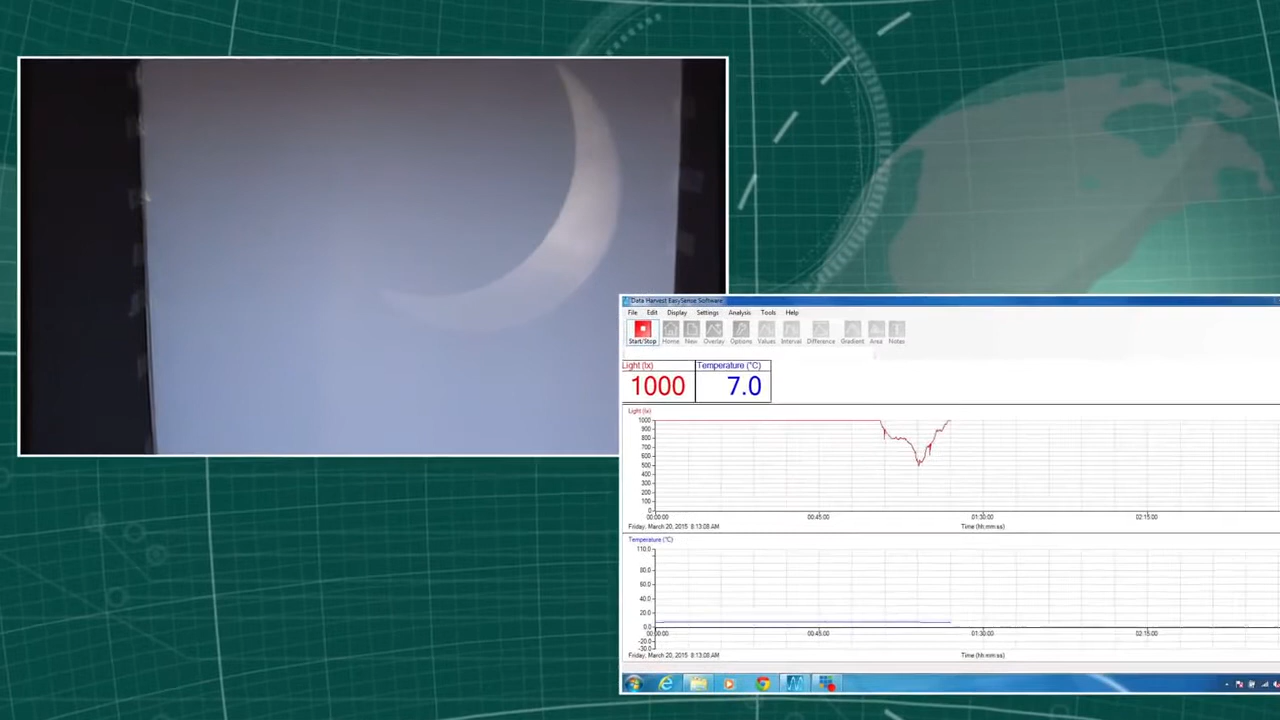 Data Harvest EasySense Software
File Edit Display Settings Analysis Tools Help
Start/Stop Home New Overlay Options Values Interval Difference Gradient Area Notes
Light (lx) Temperature (°C)
1000 7.0
Light (lx)
1000
900
800
700
600
500
400
300
200
100
0
00:00:00 00:45:00 01:30:00 02:15:00
Friday, March 20, 2015 8:13:08 AM Time (hh:mm:ss)
Temperature (°C)
110.0
80.0
60.0
40.0
20.0
0.0
00:00:00 00:45:00 01:30:00 02:15:00
-20.0
-30.0
Friday, March 20, 2015 8:13:08 AM Time (hh:mm:ss)